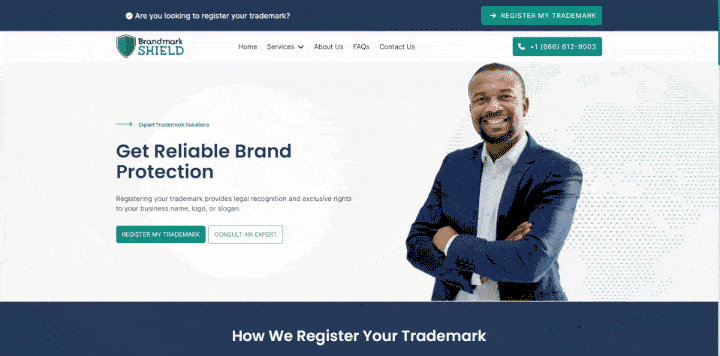 Are you looking to register your trademark?
REGISTER MY TRADEMARK
Brandmark
SHIELD
Home Services About Us FAQs Contact Us
+1 (866) 612-9003
Expert Trademark Solutions
Get Reliable Brand
Protection
Registering your trademark provides legal recognition and exclusive rights
to your business name, logo, or slogan.
REGISTER MY TRADEMARK CONSULT AN EXPERT
How We Register Your Trademark